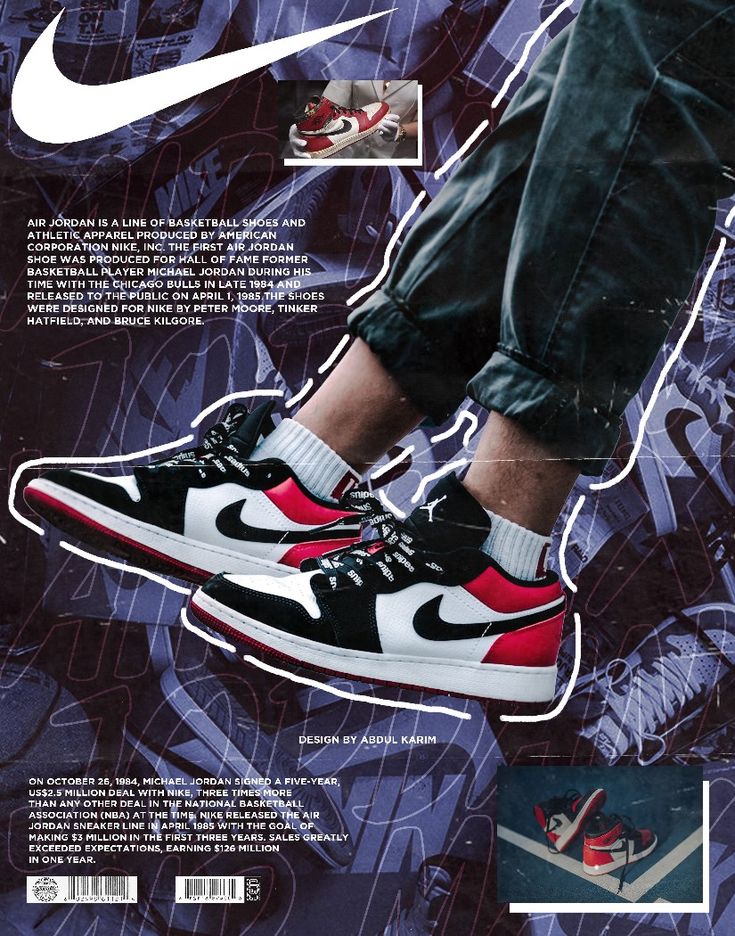 AIR JORDAN IS A LINE OF BASKETBALL SHOES AND
ATHLETIC APPAREL PRODUCED BY AMERICAN
CORPORATION NIKE, INC. THE FIRST AIR JORDAN
SHOE WAS PRODUCED FOR HALL OF FAME FORMER
BASKETBALL PLAYER MICHAEL JORDAN DURING HIS
TIME WITH THE CHICAGO BULLS IN LATE 1984 AND
RELEASED TO THE PUBLIC ON APRIL 1, 1985.THE SHOES
WERE DESIGNED FOR NIKE BY PETER MOORE, TINKER
HATFIELD, AND BRUCE KILGORE.
NIKE
snipes
DESIGN BY ABDUL KARIM
ON OCTOBER 26, 1984, MICHAEL JORDAN SIGNED A FIVE-YEAR,
US$2.5 MILLION DEAL WITH NIKE, THREE TIMES MORE
THAN ANY OTHER DEAL IN THE NATIONAL BASKETBALL
ASSOCIATION (NBA) AT THE TIME. NIKE RELEASED THE AIR
JORDAN SNEAKER LINE IN APRIL 1985 WITH THE GOAL OF
MAKING $3 MILLION IN THE FIRST THREE YEARS. SALES GREATLY
EXCEEDED EXPECTATIONS, EARNING $126 MILLION
IN ONE YEAR.